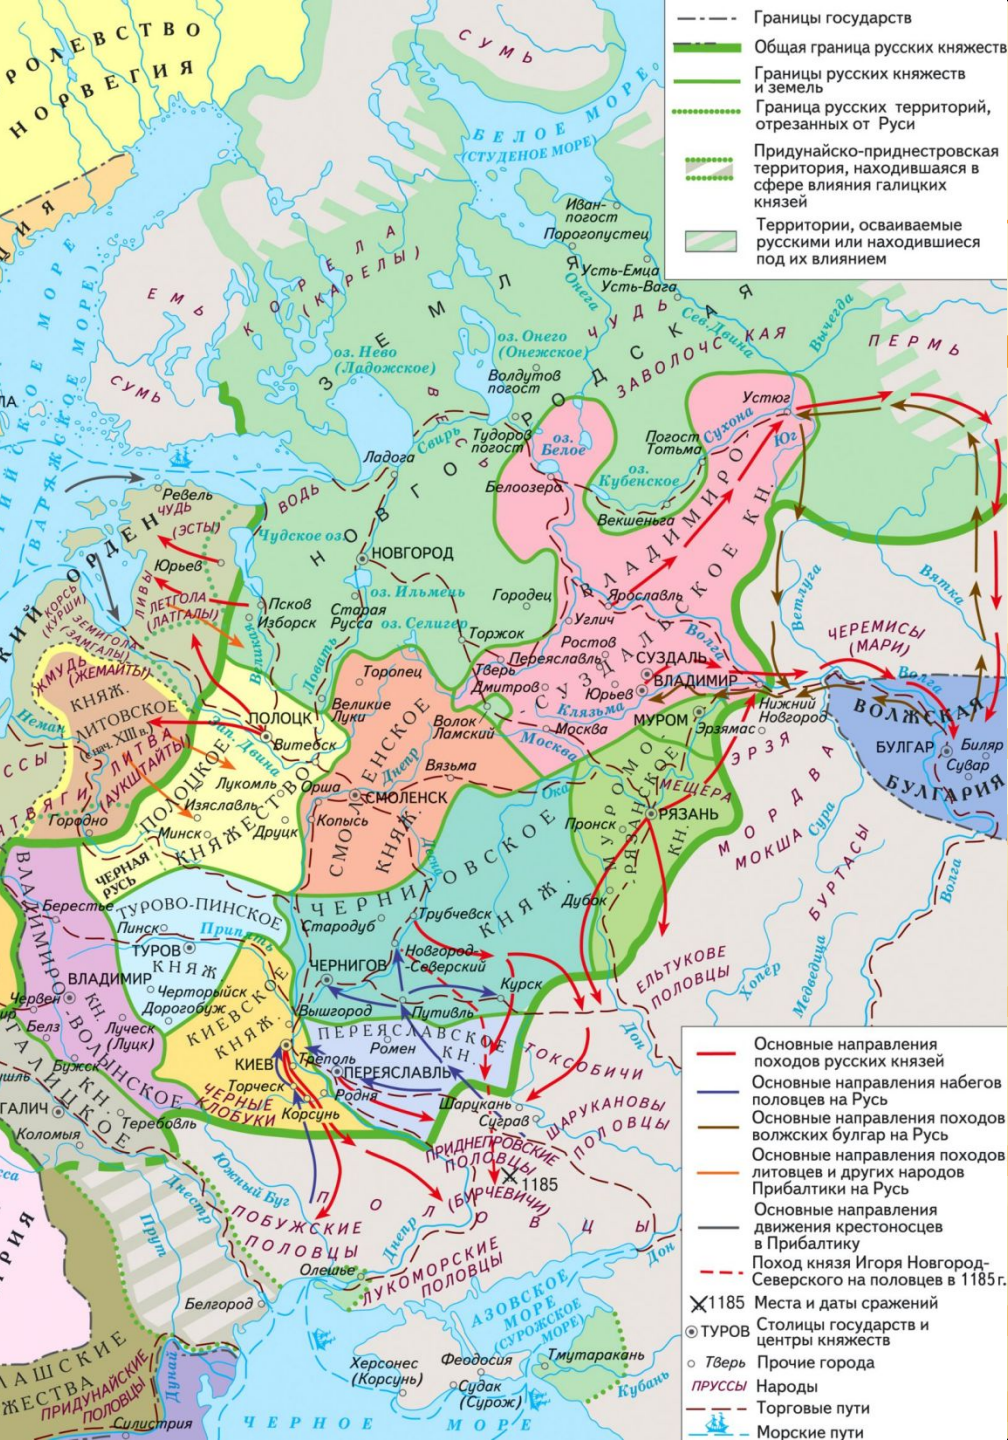 Границы государств
Общая граница русских княжеств
Границы русских княжеств
и земель
Граница русских территорий,
отрезанных от Руси
Придунайско-приднестровская
территория, находившаяся в
сфере влияния галицких
князей
Территории, осваиваемые
русскими или находившиеся
под их влиянием
РОЛЕВСТВО
НОРВЕГИЯ
СУМЬ
БЕЛОЕ МОРЕ
(СТУДЕНОЕ МОРЕ)
Иван-
погост
Порогопустец
Усть-Емца
Усть-Вага
КОРЕЛА
(КАРЕЛЫ)
ЕМЬ
СУМЬ
(ВАРЯЖСКОЕ МОРЕ)
НОВГОРОДСКАЯ
ЗЕМЛЯ
Онега
ЧУДЬ
ЗАВОЛОЧСКАЯ
Сев. Двина
Вычегда
ПЕРМЬ
оз. Нево
(Ладожское)
оз. Онего
(Онежское)
Волдутов
погост
ВЕСЬ
Свирь
Тудоров
погост
оз.
Белое
Погост
Тотьма
Сухона
Устюг
Юг
оз.
Кубенское
Ладога
Белоозеро
Векшеньга
ВОДЬ
Ревель
ЧУДЬ
(ЭСТЫ)
Чудское оз.
НОВГОРОД
Юрьев
ОРДЕН
ЛИВЫ
КОРСЬ
(КУРШИ)
ЗЕМИГОЛА
(ЗАМГАЛЫ)
ЛЕТГОЛА
(ЛАТГАЛЫ)
Псков
Изборск
Великая
Старая
Русса
оз. Ильмень
оз. Селигер
Ловать
Городец
Торжок
ВЛАДИМИРО-
СУЗДАЛЬСКОЕ КН.
Ярославль
Углич
Ростов
Переяславль
Тверь
Дмитров
СУЗДАЛЬ
ВЛАДИМИР
Юрьев
Клязьма
Москва
Москва
Волга
Ветлуга
Вятка
ЧЕРЕМИСЫ
(МАРИ)
Волга
Нижний
Новгород
ВОЛЖСКАЯ
БУЛГАРИЯ
БУЛГАР
Биляр
Сувар
МУРОМ
Эрзямас
ЭРЗЯ
МОРДВА
МОКША
Сура
БУРТАСЫ
МЕЩЕРА
РЯЗАНЬ
МУРОМО-
РЯЗАНСКОЕ
КН.
Пронск
Дубок
Ока
ЖМУДЬ
(ЖЕМАЙТЫ)
КНЯЖ.
ЛИТОВСКОЕ
(с нач. XIII в.)
ЛИТВА
(АУКШТАЙТЫ)
Неман
Городно
ПОЛОЦК
Зап. Двина
Витебск
Лукомль
Изяславль
Минск
Друцк
Орша
Копысь
ПОЛОЦКОЕ
КНЯЖЕСТВО
ЧЕРНАЯ
РУСЬ
Торопец
Великие
Луки
Волок-
Ламский
Вязьма
Днепр
СМОЛЕНСК
СМОЛЕНСКОЕ
КНЯЖ.
Десна
ЧЕРНИГОВСКОЕ
КНЯЖ.
Трубчевск
Стародуб
Новгород-
-Северский
ЧЕРНИГОВ
Курск
Путивль
Вышгород
ВЛАДИМИРО-
ВОЛЫНСКОЕ
КН.
Берестье
Пинск
ТУРОВО-ПИНСКОЕ
КНЯЖ
Припять
ТУРОВ
ВЛАДИМИР
Червен
Белз
Чарторыйск
Дорогобуж
Луческ
(Луцк)
Бужск
ГАЛИЦКОЕ
КН.
ГАЛИЧ
Коломыя
Теребовль
КИЕВСКОЕ
КНЯЖ.
КИЕВ
Треполь
Торческ
ЧЕРНЫЕ
КЛОБУКИ
Корсунь
Родня
ПЕРЕЯСЛАВСКОЕ
КН.
Ромен
ПЕРЕЯСЛАВЛЬ
ЕЛЬТУКОВЕ
ПОЛОВЦЫ
Хопер
Медведица
Волга
Дон
ТОКСОБИЧИ
Шарукань
Сугров
ШАРУКАНОВЫ
ПОЛОВЦЫ
ПРИДНЕПРОВСКИЕ
ПОЛОВЦЫ
(БУРЧЕВИЧИ)
1185
ПОЛОВЦЫ
ПОБУЖСКИЕ
ПОЛОВЦЫ
Южный Буг
Днестр
Прут
Днепр
Дон
ЛУКОМОРСКИЕ
ПОЛОВЦЫ
Олешье
Белгород
АЗОВСКОЕ
МОРЕ
(СУРОЖСКОЕ
МОРЕ)
Херсонес
(Корсунь)
Феодосия
Судак
(Сурож)
Тмутаракань
Кубань
ЧЕРНОЕ МОРЕ
Дунай
ПРИДУНАЙСКИЕ
ПОЛОВЦЫ
Силистрия
Основные направления
походов русских князей
Основные направления набегов
половцев на Русь
Основные направления походов
волжских булгар на Русь
Основные направления походов
литовцев и других народов
Прибалтики на Русь
Основные направления
движения крестоносцев
в Прибалтику
Поход князя Игоря Новгород-
Северского на половцев в 1185 г.
1185 Места и даты сражений
ТУРОВ Столицы государств и
центры княжеств
Тверь Прочие города
ПРУССЫ Народы
Торговые пути
Морские пути